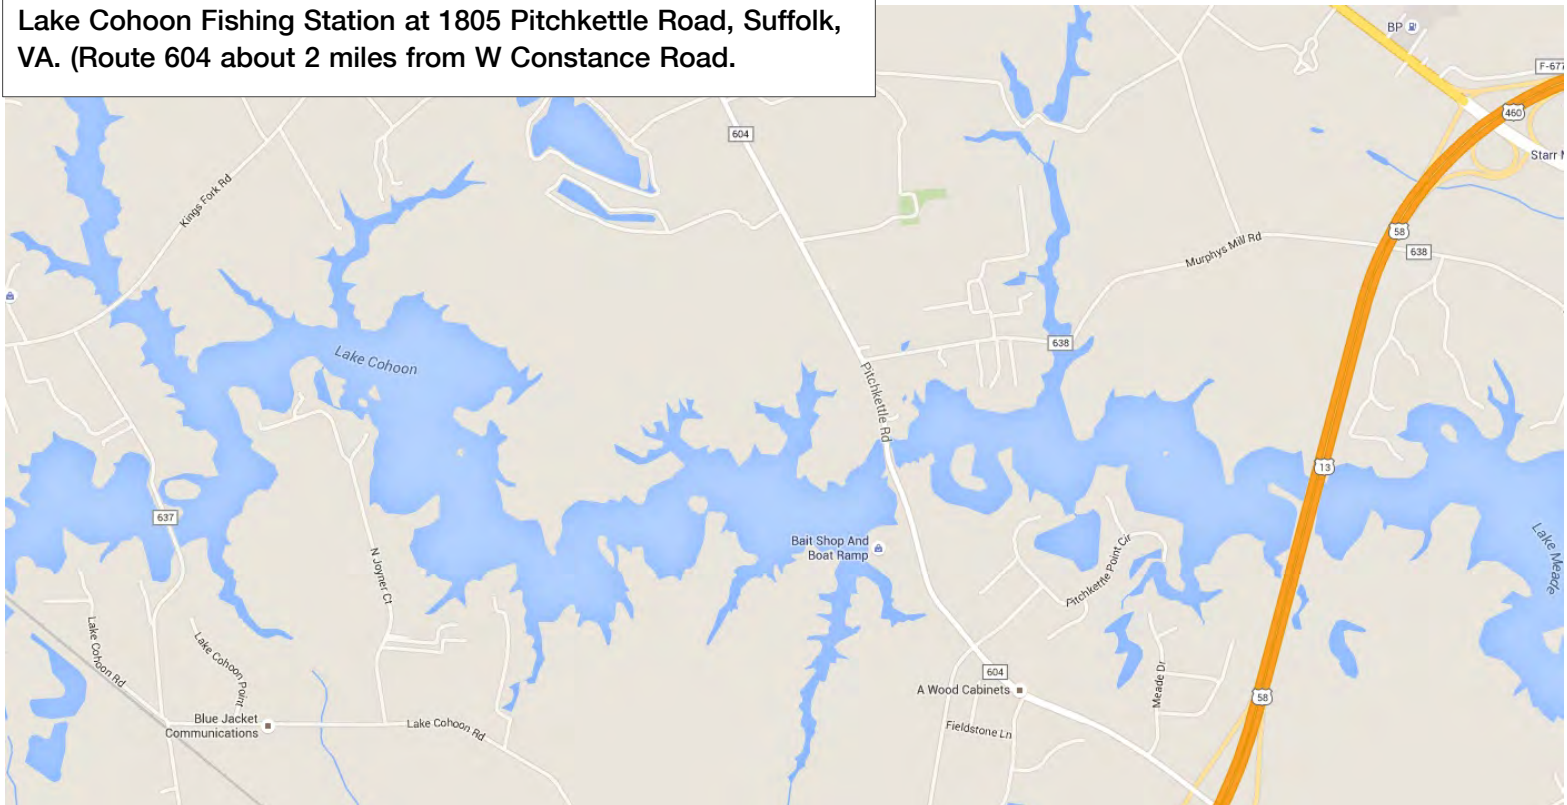 Lake Cohoon Fishing Station at 1805 Pitchkettle Road, Suffolk,
VA. (Route 604 about 2 miles from W Constance Road.
BP
F-677
460
604
Starr
Kings Fork Rd
58
638
Murphys Mill Rd
638
Lake Cohoon
Pitchkettle Rd
13
637
Bait Shop And
Boat Ramp
Lake Meade
N Joyner Ct
Pitchkettle Point Cir
Lake Cohoon Rd
Lake Cohoon Point
604
A Wood Cabinets
Meade Dr
58
Blue Jacket
Communications
Lake Cohoon Rd
Fieldstone Ln